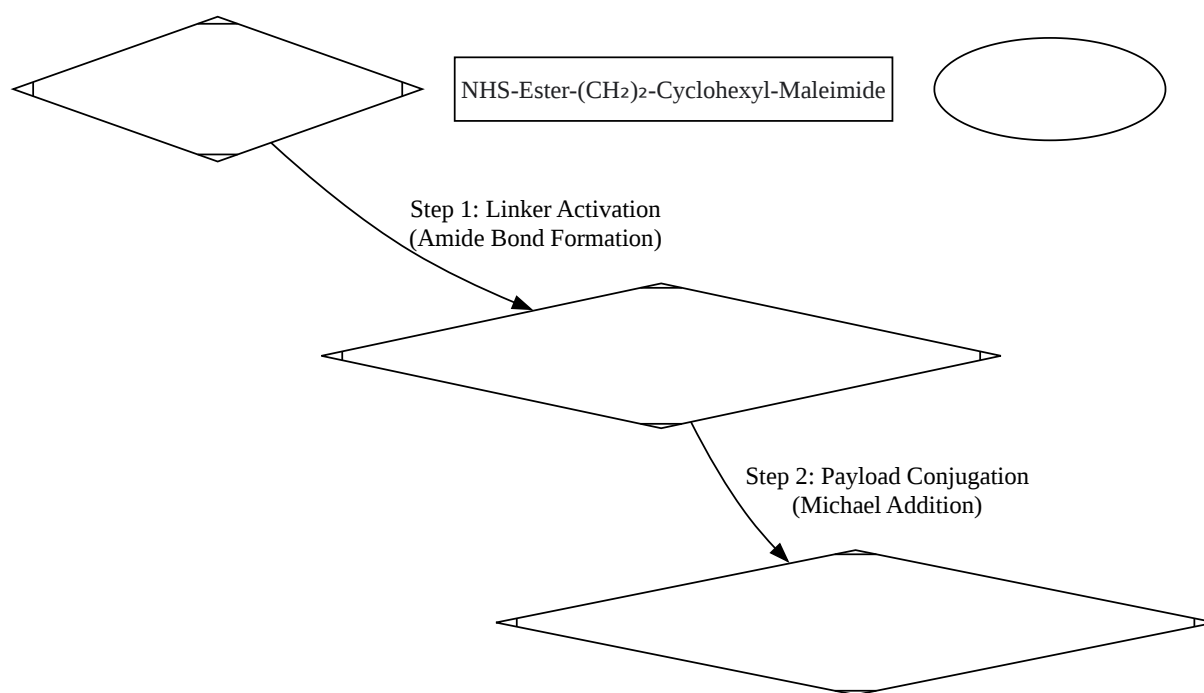 NHS-Ester-(CH₂)₂-Cyclohexyl-Maleimide
Step 1: Linker Activation
(Amide Bond Formation)
Step 2: Payload Conjugation
(Michael Addition)